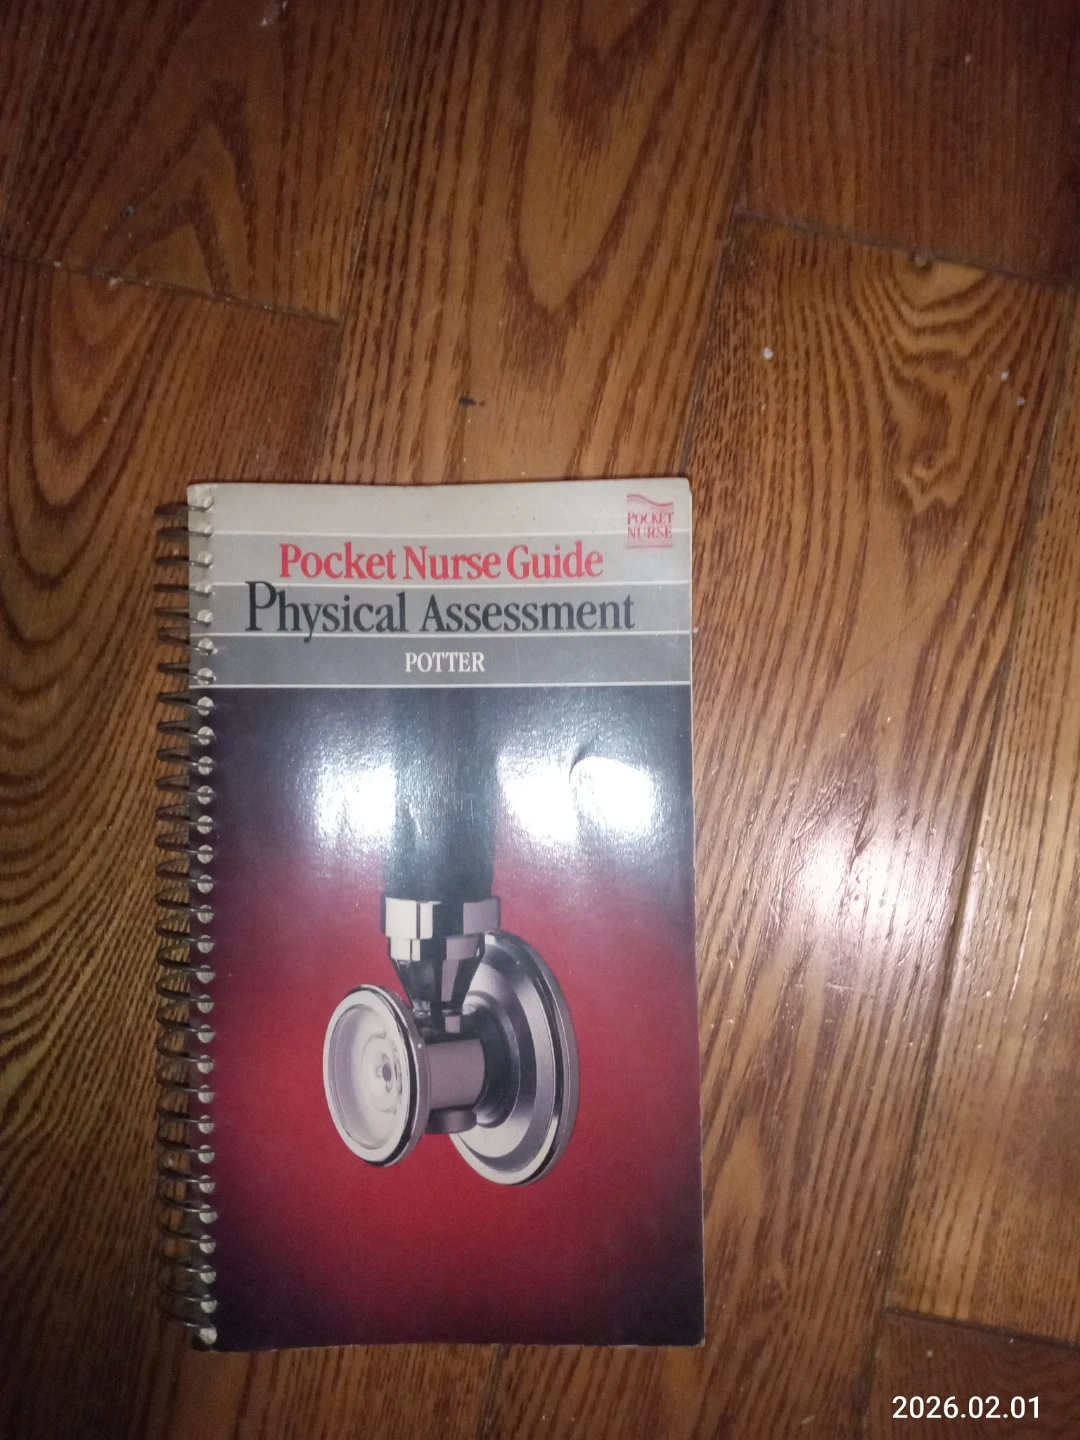 POCKET
NURSE
Pocket Nurse Guide
Physical Assessment
POTTER
2026.02.01